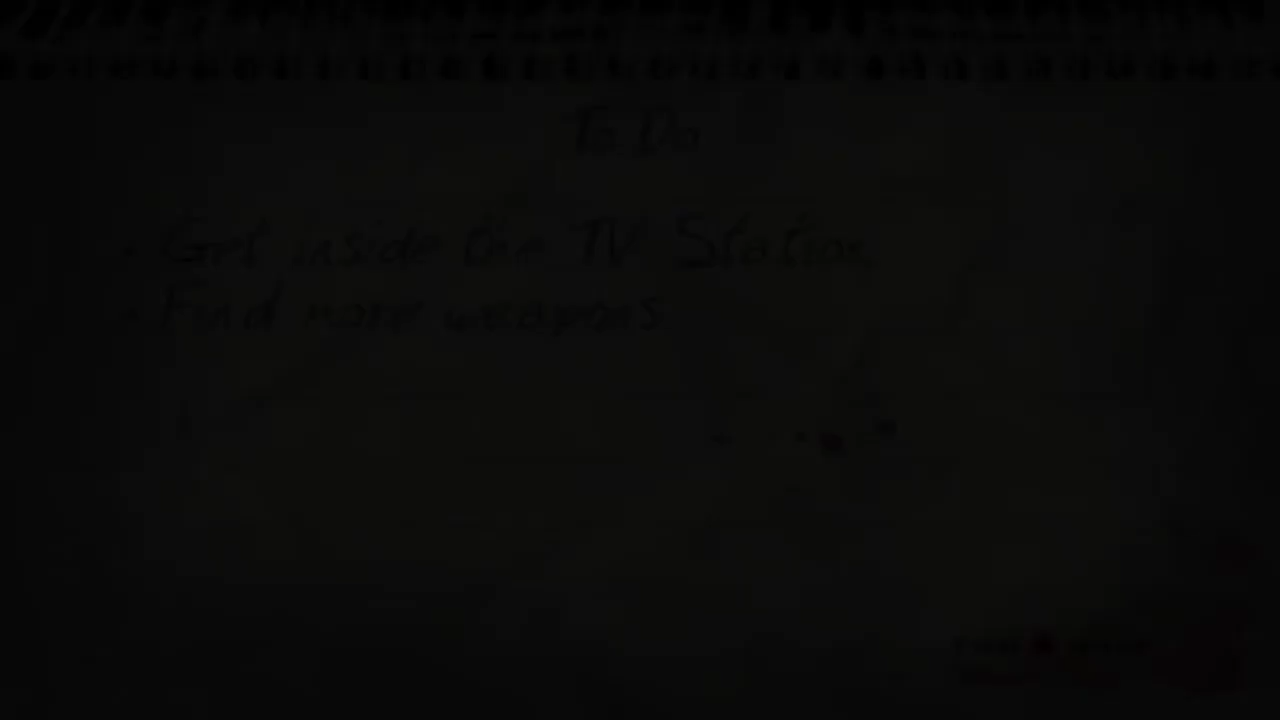 To Do
- Get inside the TV Station
- Find more weapons